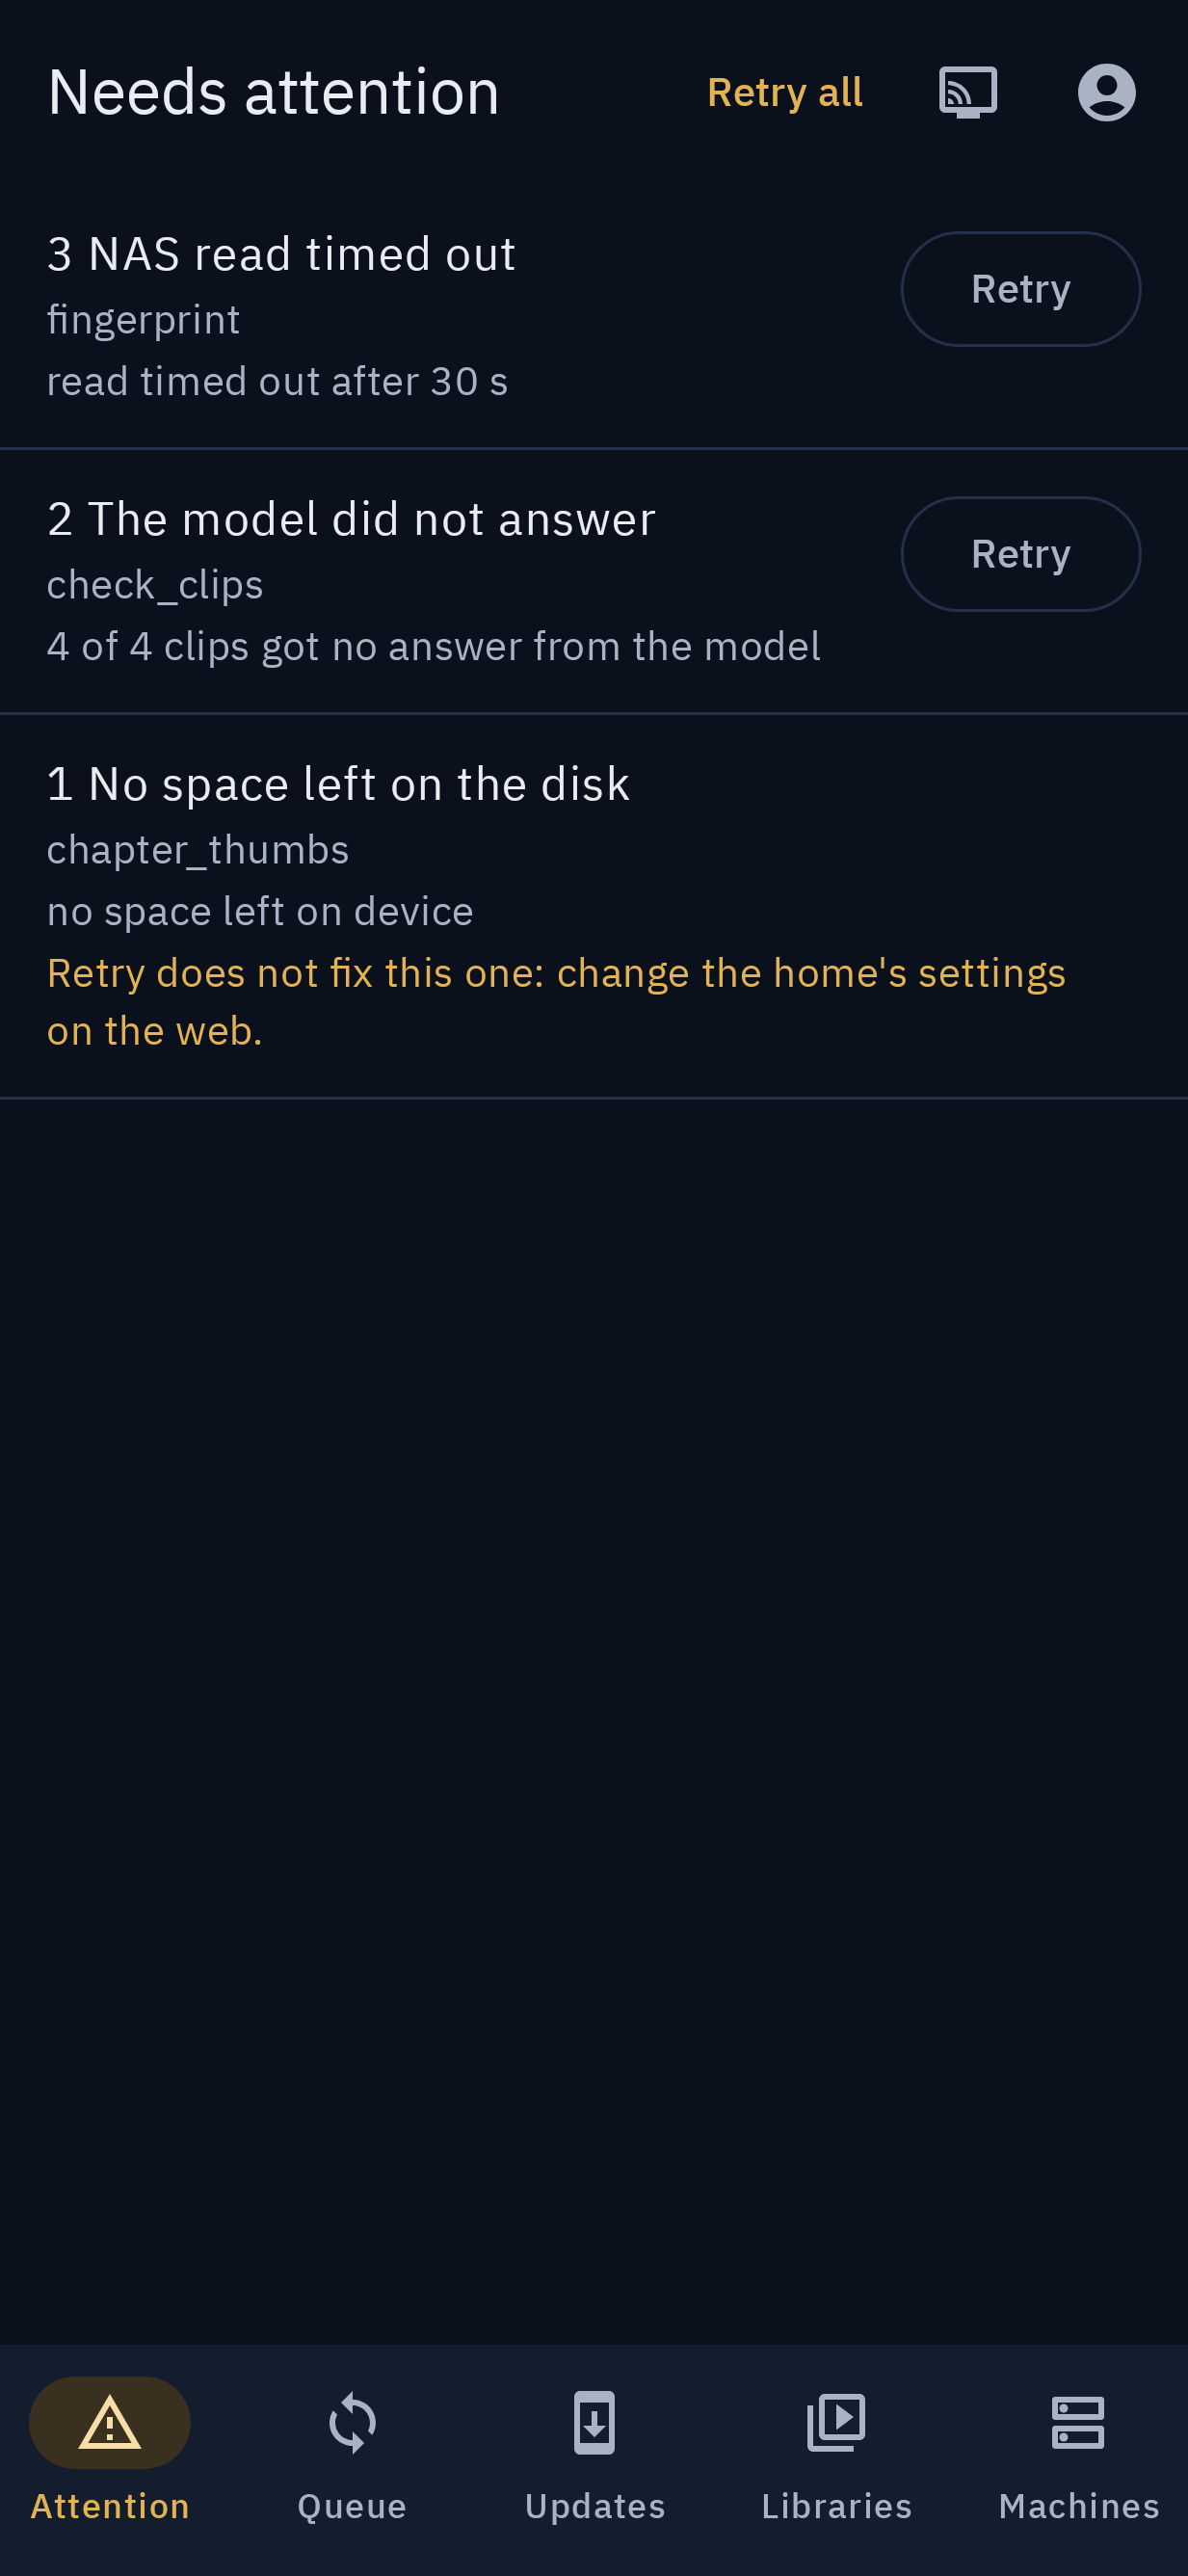 Needs attention
Retry all
3 NAS read timed out
Retry
fingerprint
read timed out after 30 s
2 The model did not answer
Retry
check_clips
4 of 4 clips got no answer from the model
1 No space left on the disk
chapter_thumbs
no space left on device
Retry does not fix this one: change the home's settings
on the web.
Attention
Queue
Updates
Libraries
Machines